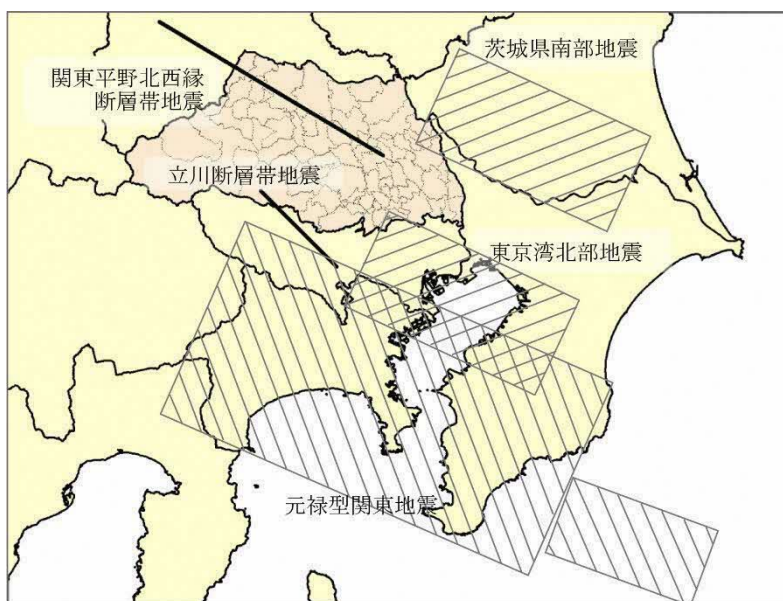 茨城県南部地震
関東平野北西縁
断層帯地震
立川断層帯地震
東京湾北部地震
元禄型関東地震